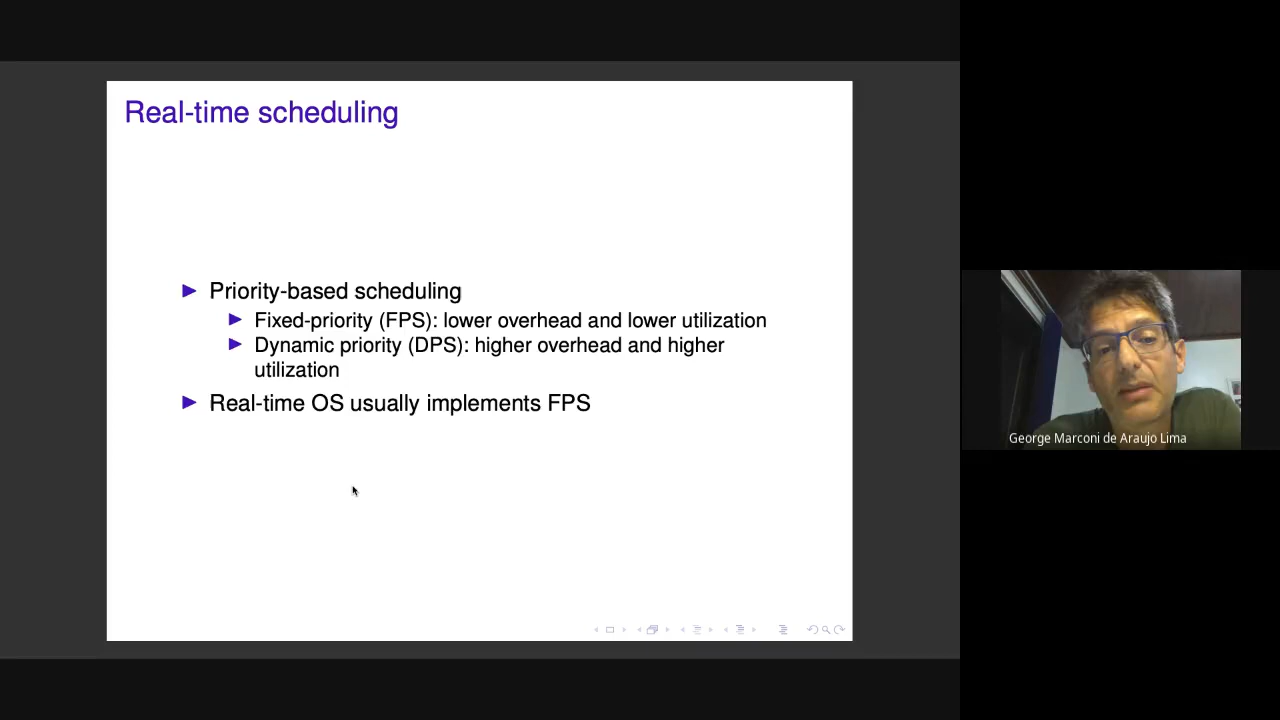 Real-time scheduling
Priority-based scheduling
Fixed-priority (FPS): lower overhead and lower utilization
Dynamic priority (DPS): higher overhead and higher
utilization
Real-time OS usually implements FPS
George Marconi de Araujo Lima